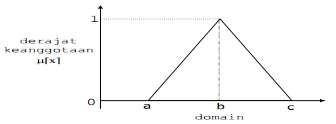 1
derajat
keanggotaan
μ[x]
0
a
b
c
domain